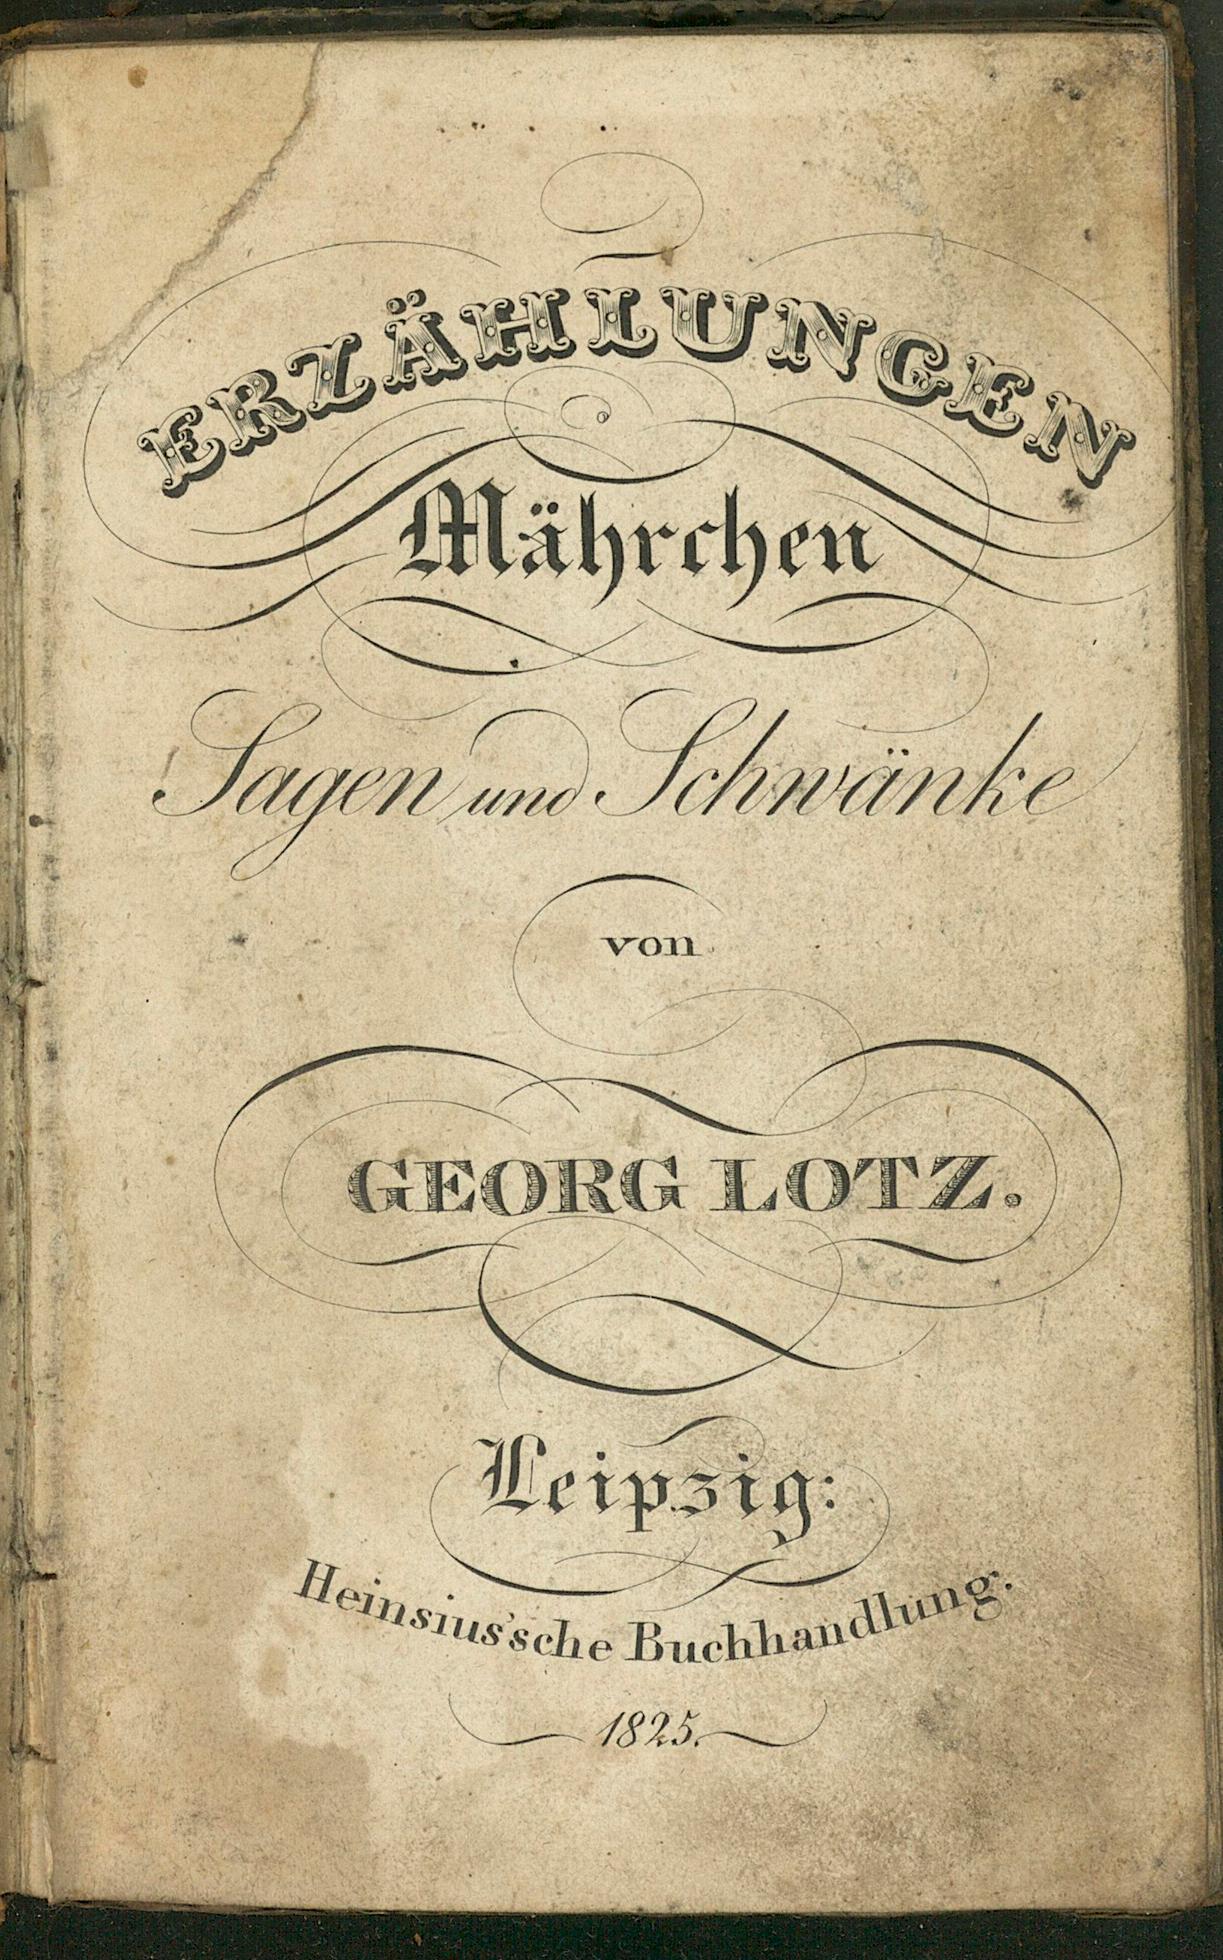 ERZÄHLUNGEN
Mährchen
Sagen und Schwänke
von
GEORG LOTZ.
Leipzig:
Heinsius'sche Buchhandlung.
1825.